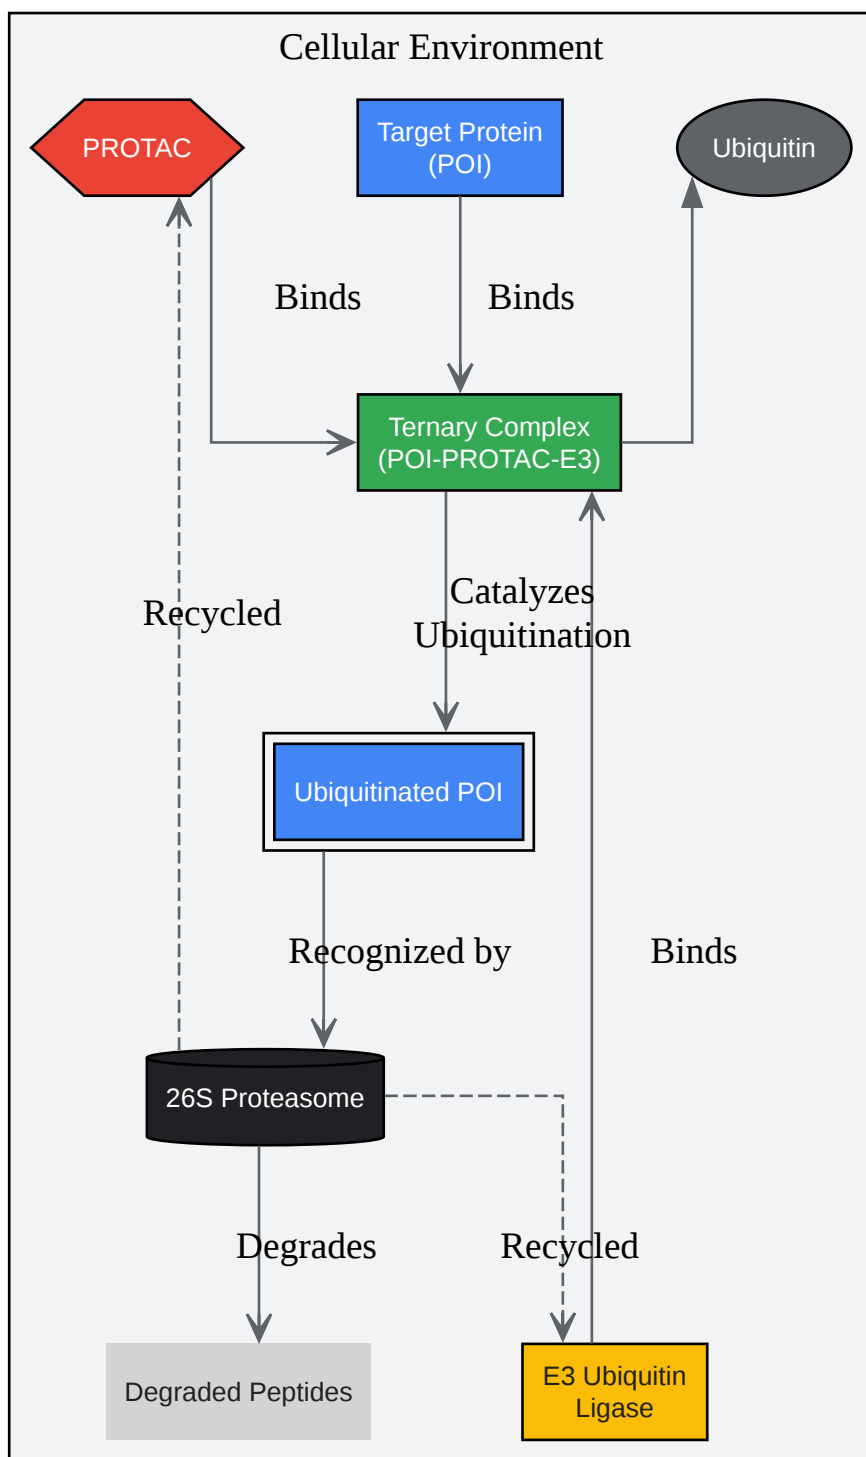 Cellular Environment
PROTAC
Target Protein
(POI)
Ubiquitin
Binds
Binds
Ternary Complex
(POI-PROTAC-E3)
Recycled
Catalyzes
Ubiquitination
Ubiquitinated POI
Recognized by
Binds
26S Proteasome
Degrades
Recycled
Degraded Peptides
E3 Ubiquitin
Ligase